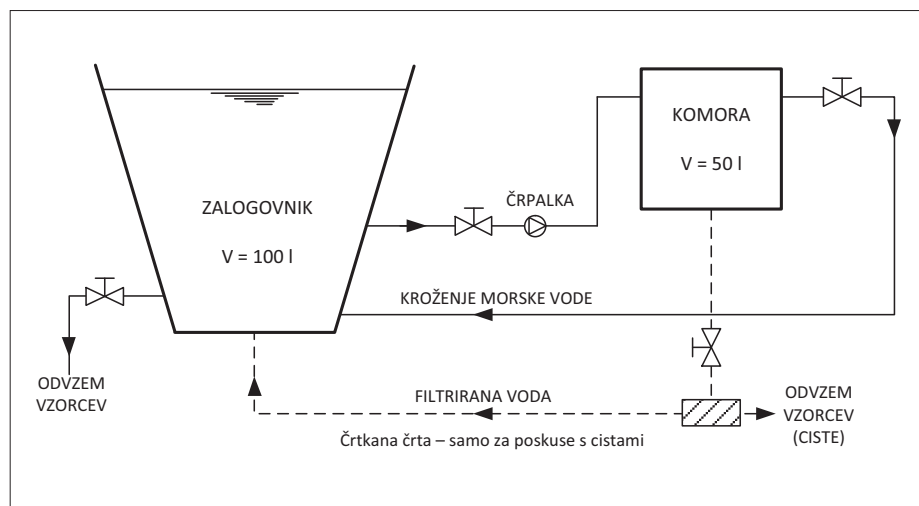 KOMORA
V = 50 l
ČRPALKA
ZALOGOVNIK
V = 100 l
KROŽENJE MORSKE VODE
ODVZEM
VZORCEV
FILTRIRANA VODA
ODVZEM
VZORCEV
(CISTE)
Črtkana črta – samo za poskuse s cistami